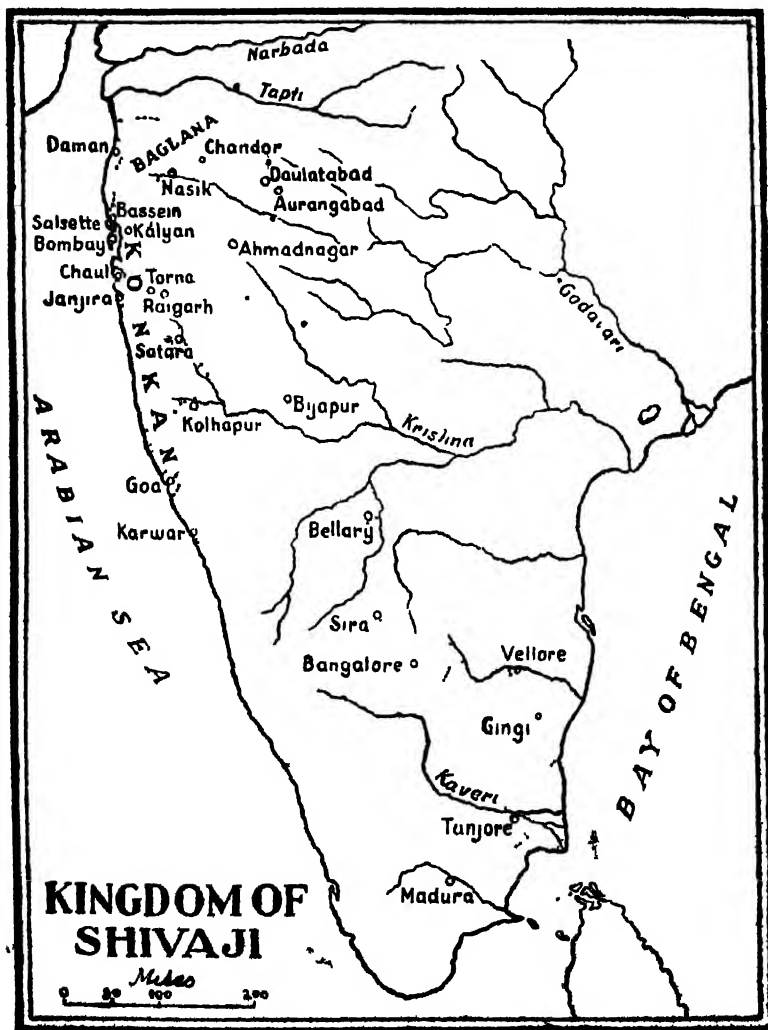 Narbada
Tapti
BAGLANA
Daman
Chandor
Nasik
Daulatabad
Aurangabad
Bassein
Salsette
Kályan
Bombay
Ahmadnagar
Chaul
Torna
Janjira
Raigarh
KONKAN
Godavari
Satara
Bijapur
Kolhapur
Krishna
ARABIAN SEA
Goa
Bellary
Karwar
BAY OF BENGAL
Sira
Bangalore
Vellore
Gingi
Kaveri
Tunjore
Madura
KINGDOM OF
SHIVAJI
Miles
0 50 100 200